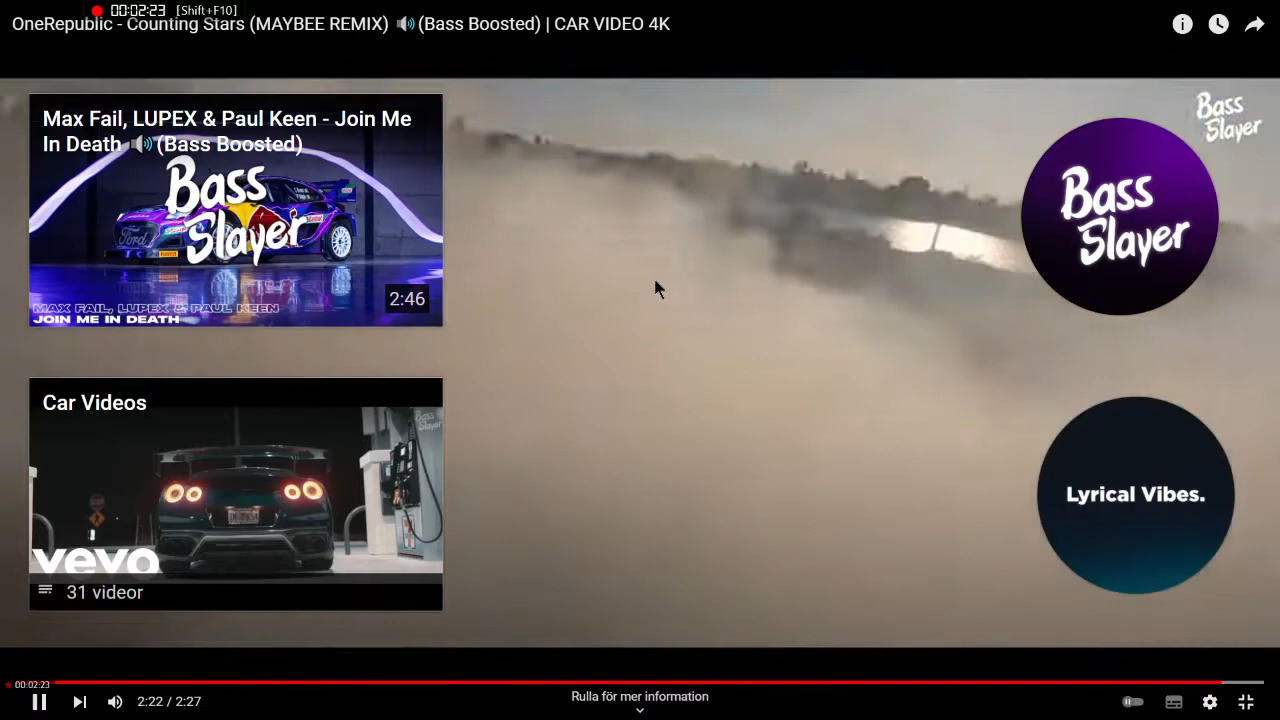 00:02:23 [Shift+F10]
OneRepublic - Counting Stars (MAYBEE REMIX) 🔊(Bass Boosted) | CAR VIDEO 4K
Max Fail, LUPEX & Paul Keen - Join Me
In Death 🔊(Bass Boosted)
Bass
Slayer
Ford
2:46
MAX FAIL, LUPEX & PAUL KEEN
JOIN ME IN DEATH
Bass
Slayer
Bass
Slayer
Car Videos
Bass
Slayer
vevo
31 videor
Lyrical Vibes.
00:02:23
2:22 / 2:27
Rulla för mer information